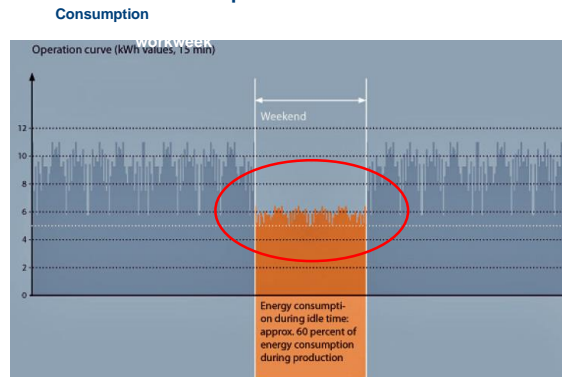 Consumption
workweek
Operation curve (kWh values, 15 min)
Weekend
12
10
8
6
4
2
0
Energy consumpti-
on during idle time:
approx. 60 percent of
energy consumption
during production